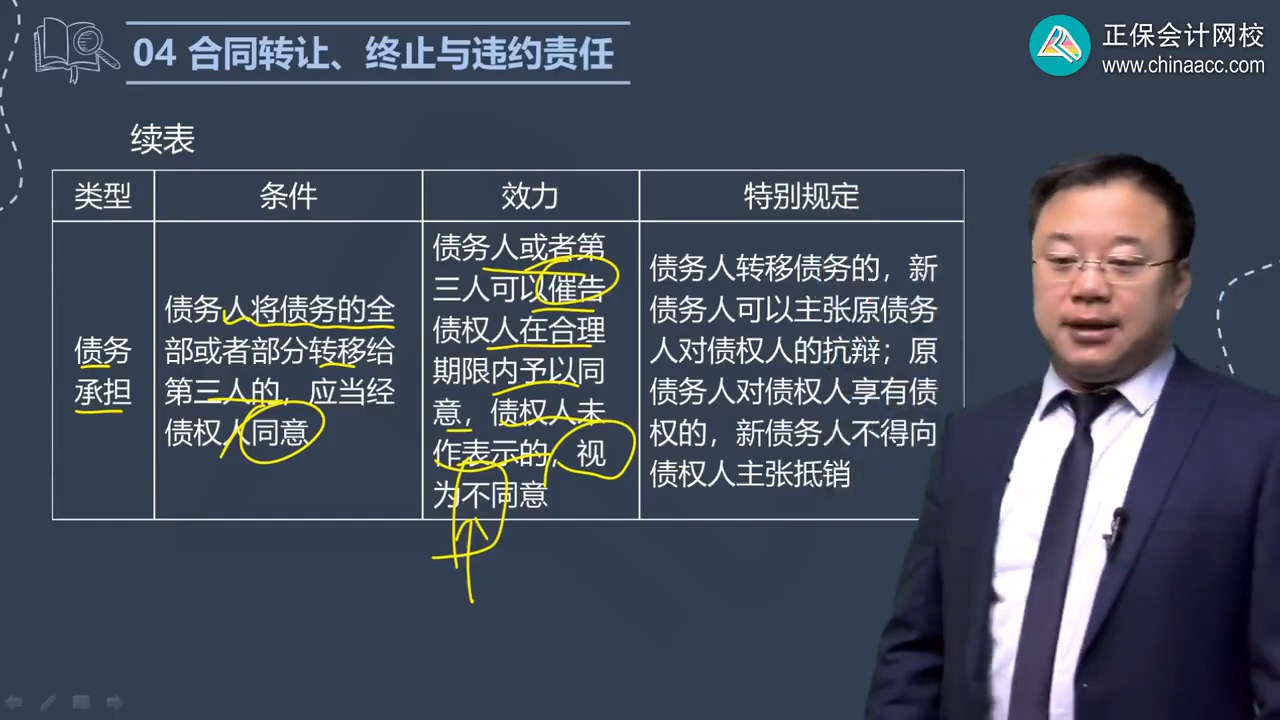 04 合同转让、终止与违约责任
正保会计网校
www.chinaacc.com
续表
类型
条件
效力
特别规定
债务
承担
债务人将债务的全
部或者部分转移给
第三人的，应当经
债权人同意
债务人或者第
三人可以催告
债权人在合理
期限内予以同
意，债权人未
作表示的，视
为不同意
债务人转移债务的，新
债务人可以主张原债务
人对债权人的抗辩；原
债务人对债权人享有债
权的，新债务人不得向
债权人主张抵销